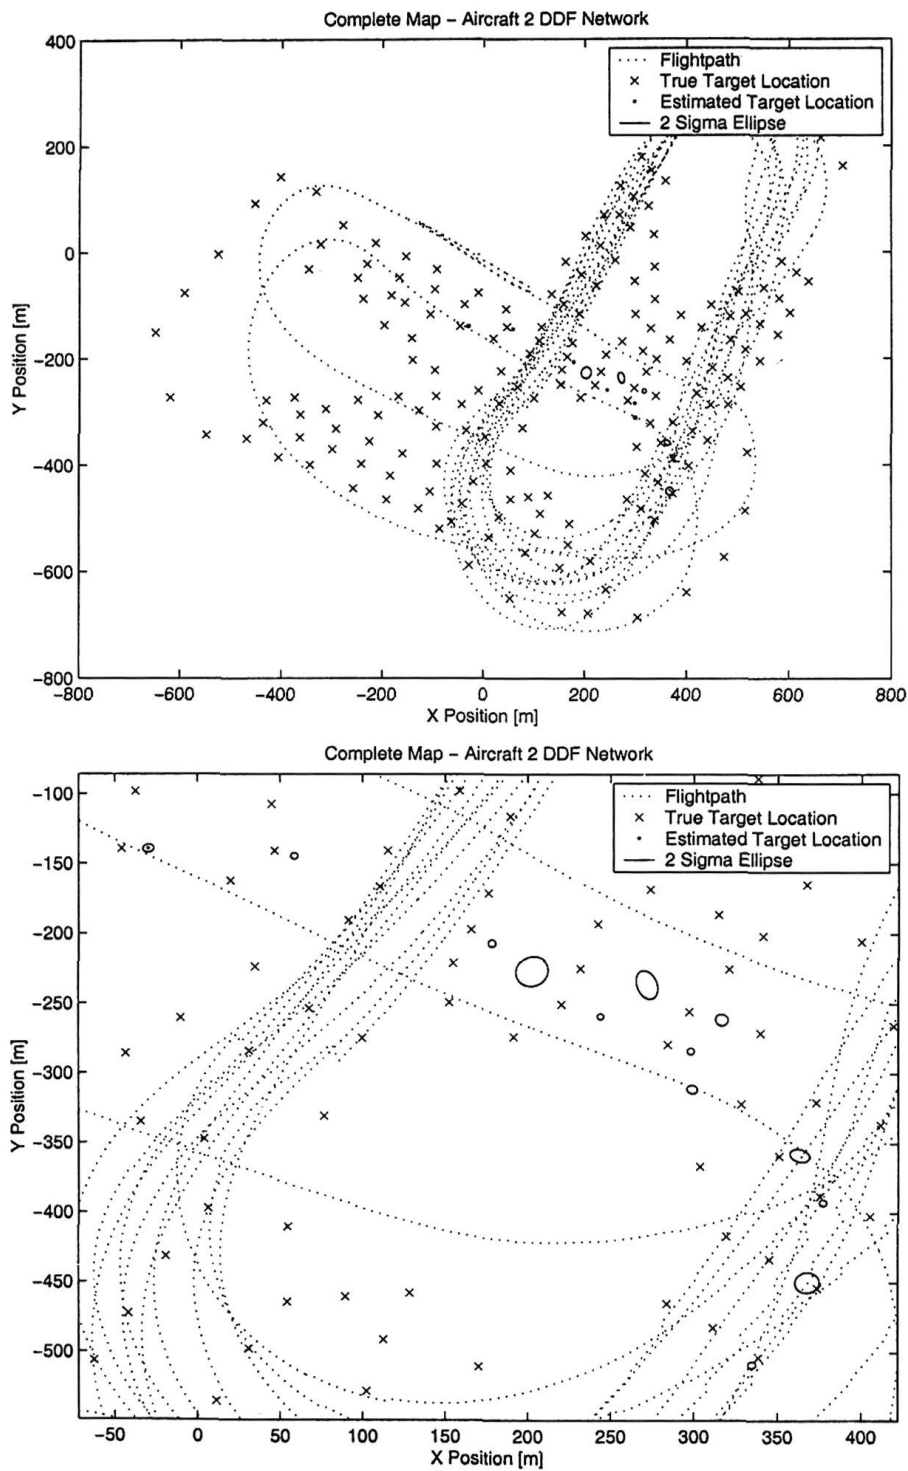 Complete Map – Aircraft 2 DDF Network
Flightpath
True Target Location
Estimated Target Location
2 Sigma Ellipse
400
200
0
−200
−400
−600
−800
Y Position [m]
−800 −600 −400 −200 0 200 400 600 800
X Position [m]
Complete Map – Aircraft 2 DDF Network
Flightpath
True Target Location
Estimated Target Location
2 Sigma Ellipse
−100
−150
−200
−250
−300
−350
−400
−450
−500
Y Position [m]
−50 0 50 100 150 200 250 300 350 400
X Position [m]